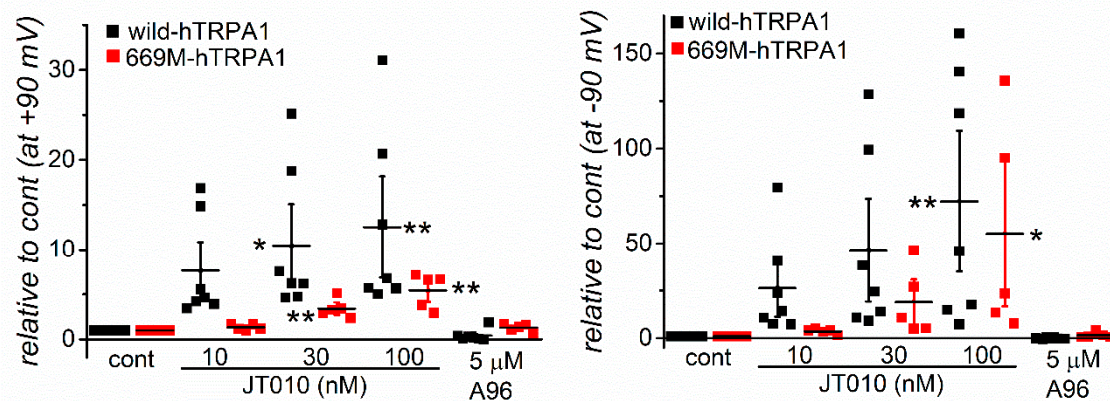 relative to cont (at +90 mV)
wild-hTRPA1
669M-hTRPA1
30
20
10
0
*
**
**
**
cont
10
30
100
5 μM
JT010 (nM)
A96
relative to cont (at -90 mV)
wild-hTRPA1
669M-hTRPA1
150
100
50
0
**
*
cont
10
30
100
5 μM
JT010 (nM)
A96